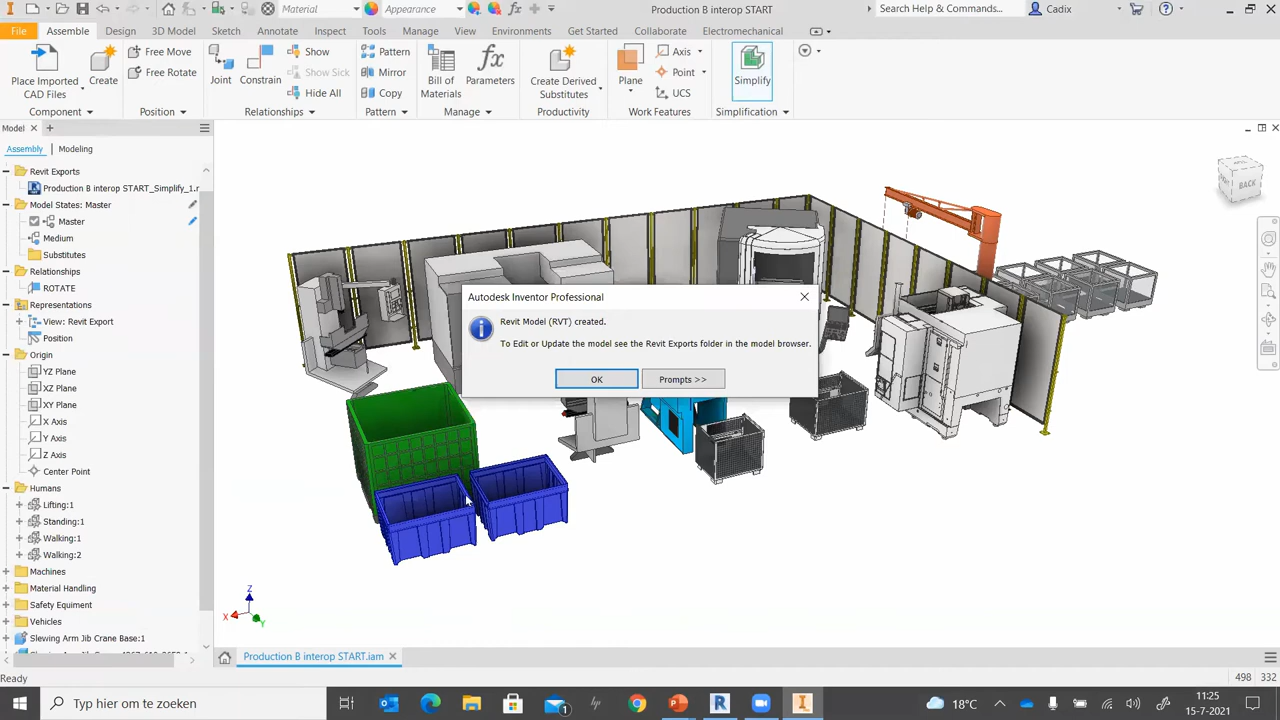 Material
Appearance
Production B interop START
Search Help & Commands...
Cadix
File
Assemble
Design
3D Model
Sketch
Annotate
Inspect
Tools
Manage
View
Environments
Get Started
Collaborate
Electromechanical
Place Imported
CAD Files
Create
Free Move
Free Rotate
Joint
Constrain
Show
Show Sick
Hide All
Pattern
Mirror
Copy
Bill of
Materials
fx
Parameters
Create Derived
Substitutes
Plane
Axis
Point
UCS
Simplify
Component
Position
Relationships
Pattern
Manage
Productivity
Work Features
Simplification
Model
Assembly
Modeling
Revit Exports
Production B interop START_Simplify_1.r
Model States: Master
Master
Medium
Substitutes
Relationships
ROTATE
Representations
View: Revit Export
Position
Origin
YZ Plane
XZ Plane
XY Plane
X Axis
Y Axis
Z Axis
Center Point
Humans
Lifting:1
Standing:1
Walking:1
Walking:2
Machines
Material Handling
Safety Equipment
Vehicles
Slewing Arm Jib Crane Base:1
BACK
Autodesk Inventor Professional
Revit Model (RVT) created.
To Edit or Update the model see the Revit Exports folder in the model browser.
OK
Prompts >>
Z
X
Y
Production B interop START.iam
Ready
498
332
Typ hier om te zoeken
1
18°C
11:25
15-7-2021